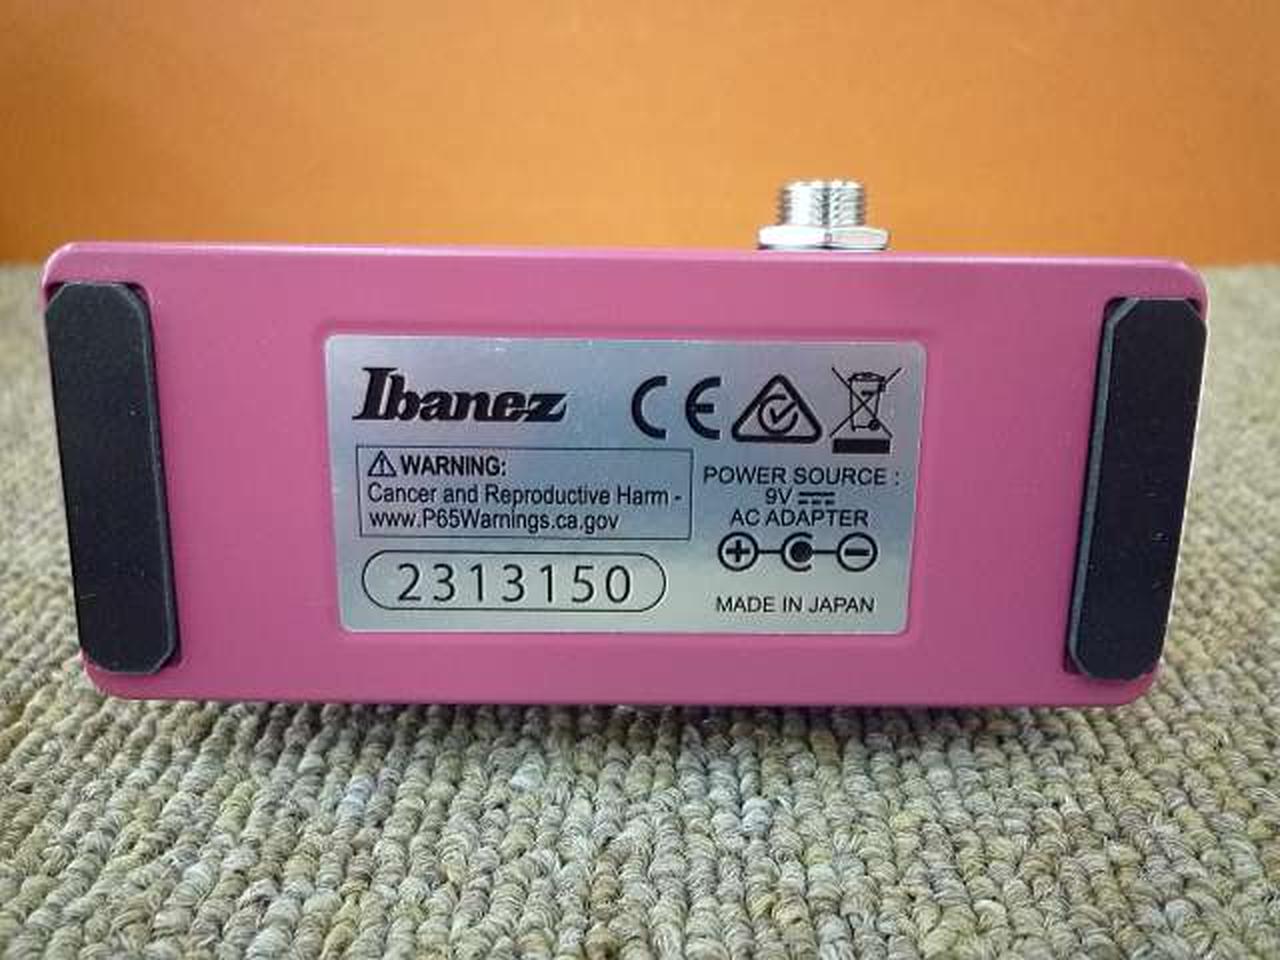 Ibanez
CE
WARNING:
Cancer and Reproductive Harm -
www.P65Warnings.ca.gov
2313150
POWER SOURCE :
9V
AC ADAPTER
MADE IN JAPAN